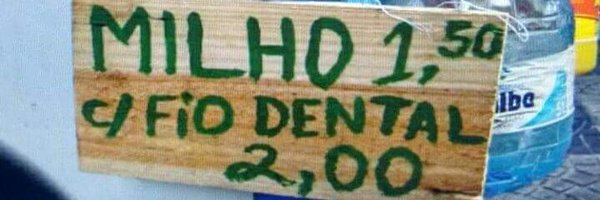 MILHO 1,50
c/ FiO DENTAL
2,00